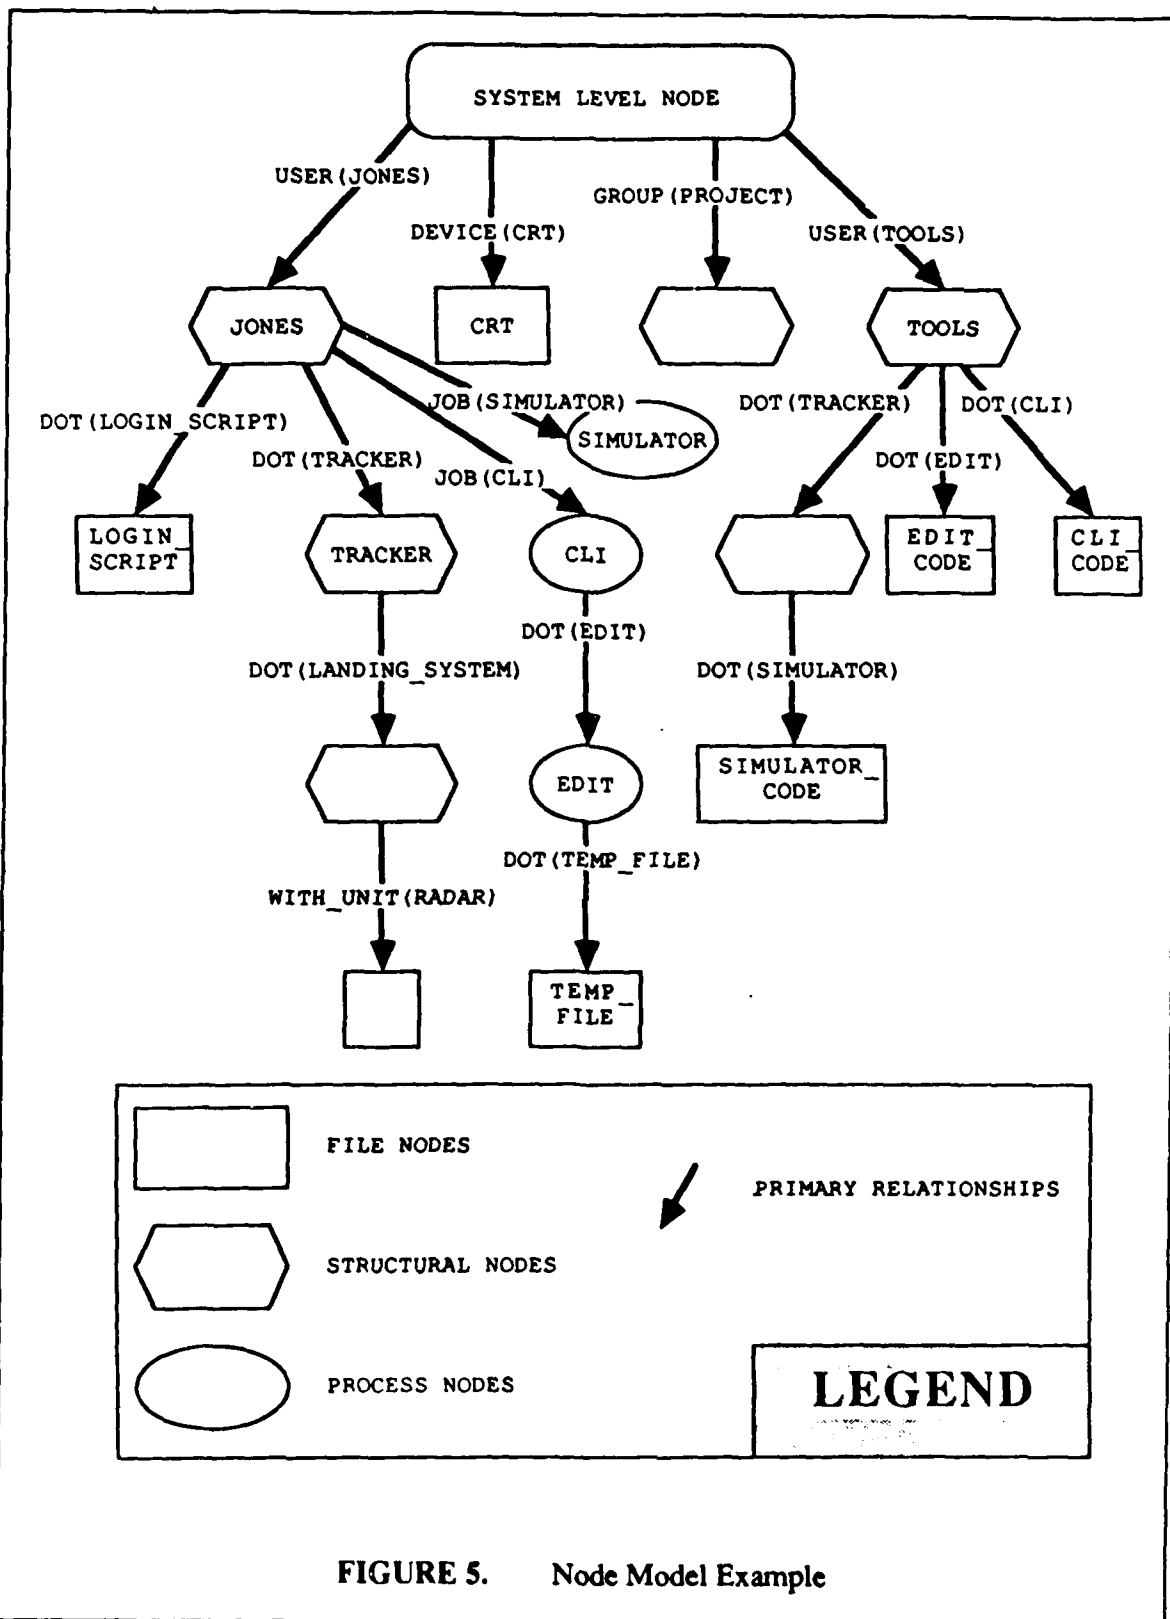 SYSTEM LEVEL NODE
USER(JONES)
GROUP(PROJECT)
DEVICE(CRT)
USER(TOOLS)
JONES
CRT
TOOLS
JOB(SIMULATOR)
DOT(TRACKER)
DOT(CLI)
DOT(LOGIN_SCRIPT)
SIMULATOR
DOT(TRACKER)
DOT(EDIT)
JOB(CLI)
LOGIN_
SCRIPT
TRACKER
CLI
EDIT_
CODE
CLI_
CODE
DOT(EDIT)
DOT(LANDING_SYSTEM)
DOT(SIMULATOR)
EDIT
SIMULATOR_
CODE
DOT(TEMP_FILE)
WITH_UNIT(RADAR)
TEMP_
FILE
FILE NODES
PRIMARY RELATIONSHIPS
STRUCTURAL NODES
PROCESS NODES
LEGEND
FIGURE 5. Node Model Example